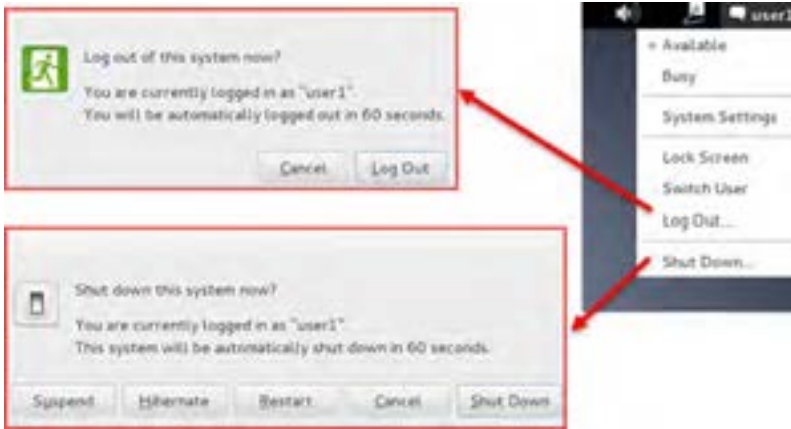 Log out of this system now?
You are currently logged in as "user1".
You will be automatically logged out in 60 seconds.
Cancel
Log Out
Shut down this system now?
You are currently logged in as "user1"
This system will be automatically shut down in 60 seconds.
Suspend
Hibernate
Restart
Cancel
Shut Down
user1
Available
Busy
System Settings
Lock Screen
Switch User
Log Out...
Shut Down...